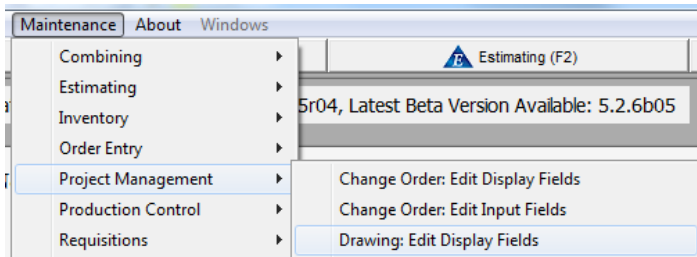 Maintenance About Windows
Combining
Estimating (F2)
Estimating
5r04, Latest Beta Version Available: 5.2.6b05
Inventory
Order Entry
Project Management
Change Order: Edit Display Fields
Production Control
Change Order: Edit Input Fields
Requisitions
Drawing: Edit Display Fields